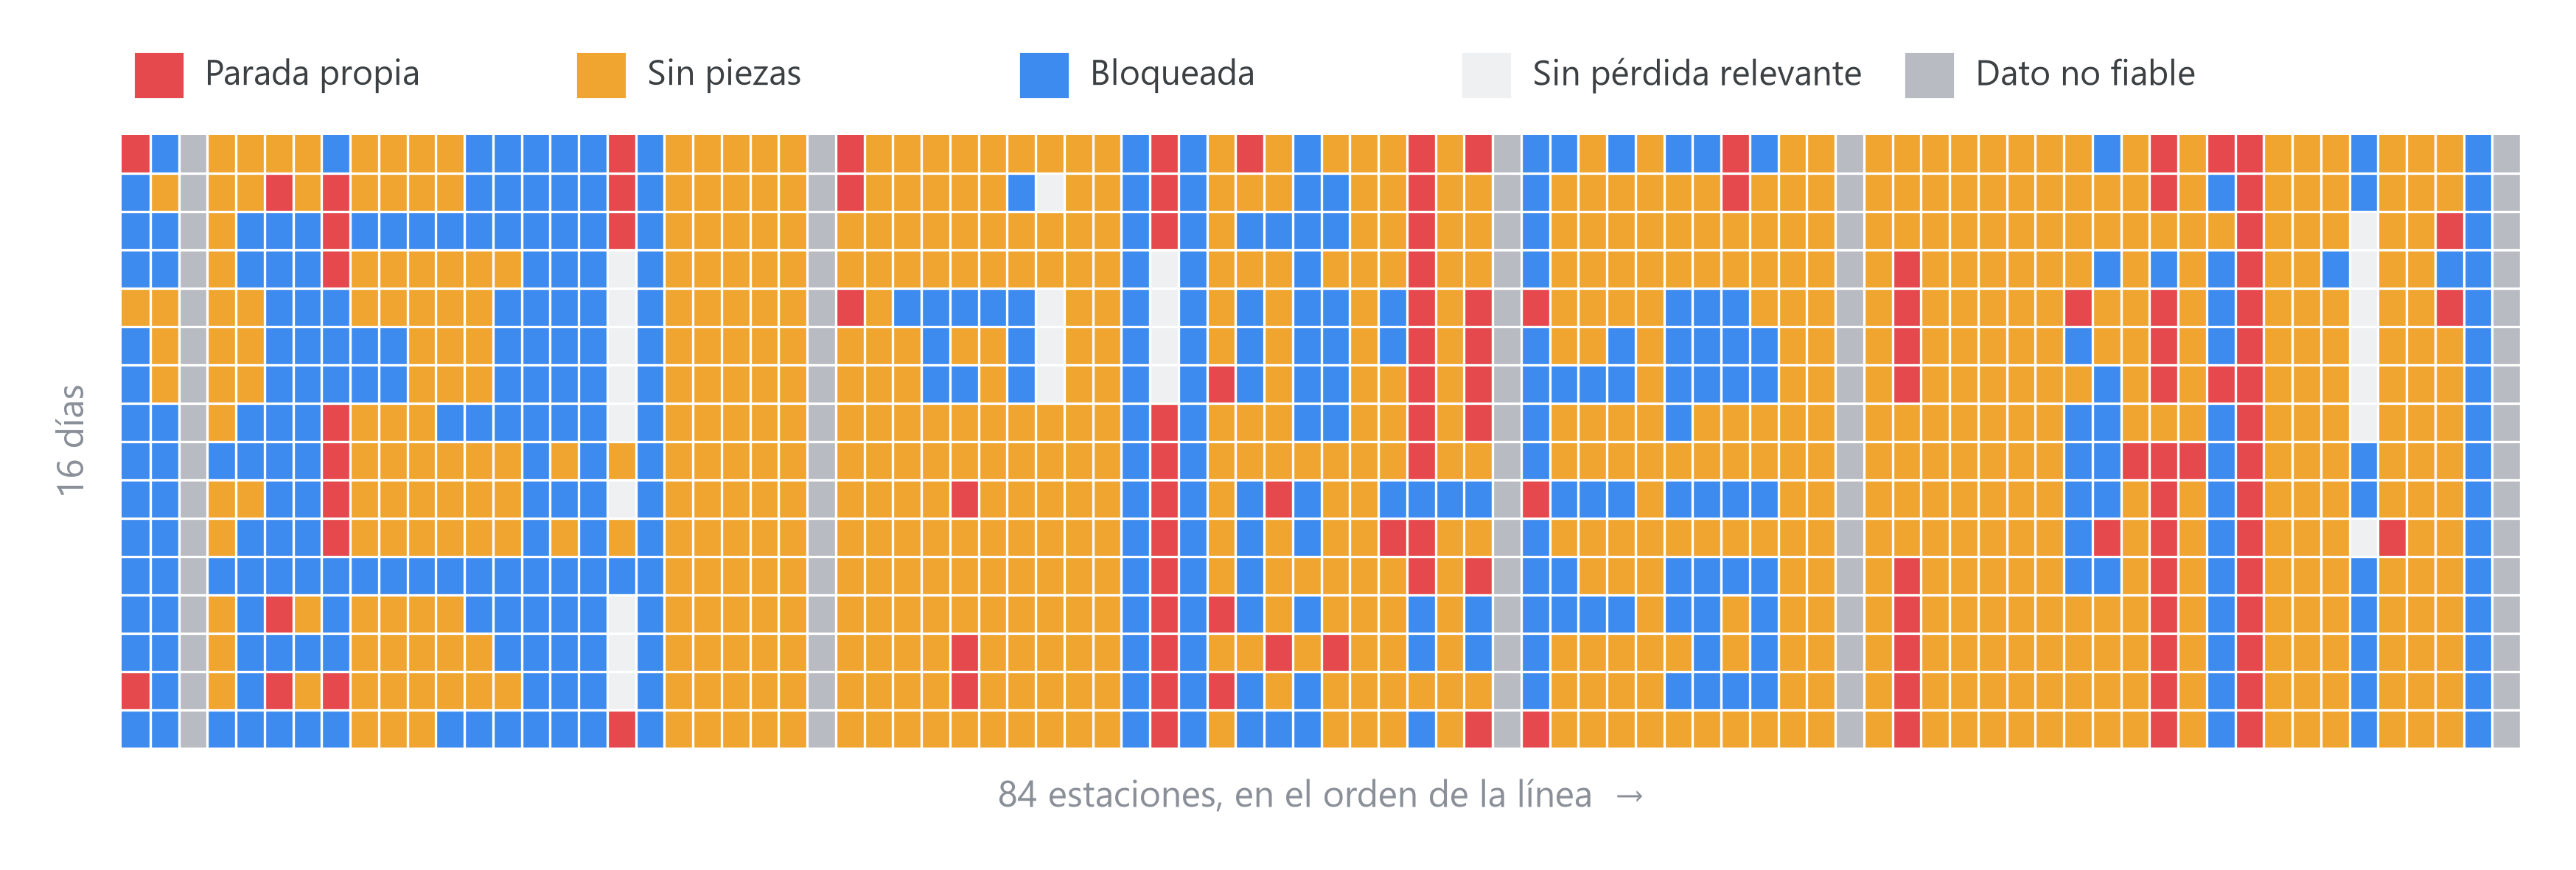 Parada propia
Sin piezas
Bloqueada
Sin pérdida relevante
Dato no fiable
16 días
84 estaciones, en el orden de la línea →